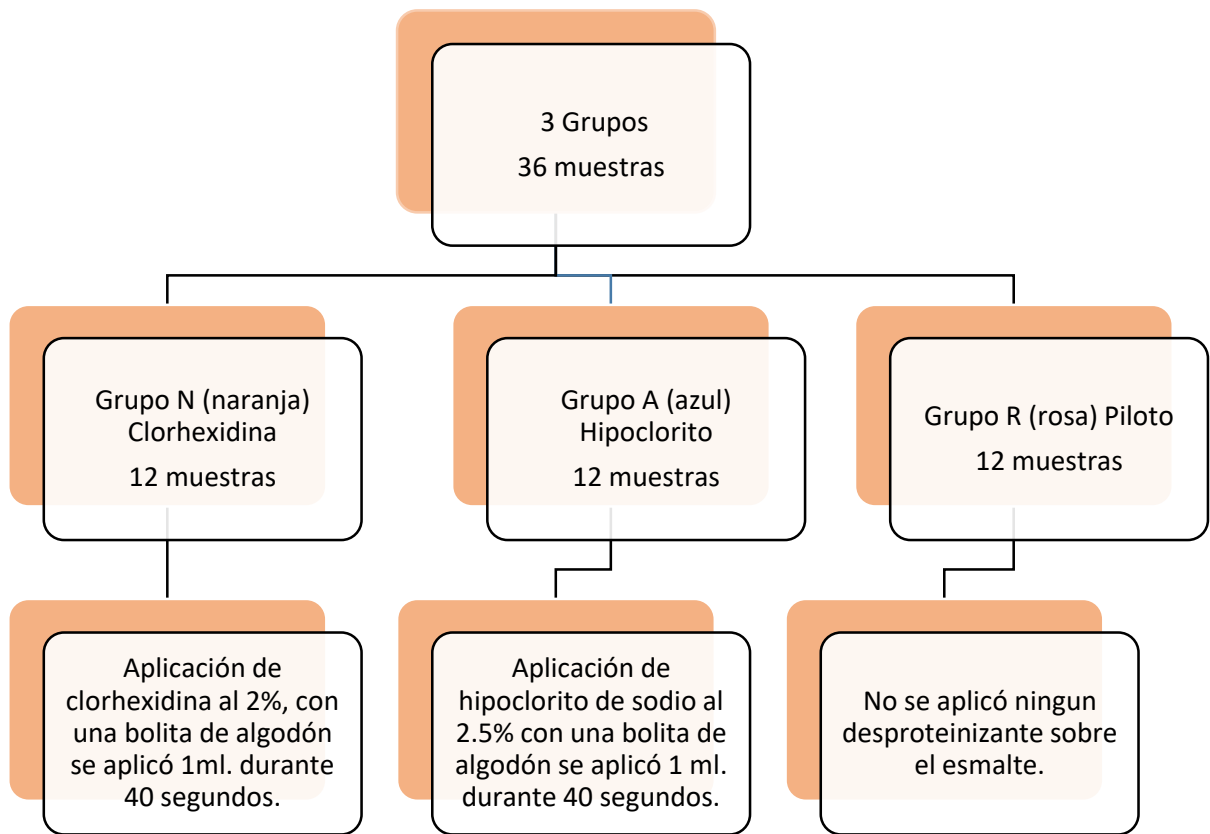 3 Grupos
36 muestras
Grupo N (naranja)
Clorhexidina
12 muestras
Grupo A (azul)
Hipoclorito
12 muestras
Grupo R (rosa) Piloto
12 muestras
Aplicación de
clorhexidina al 2%, con
una bolita de algodón
se aplicó 1ml. durante
40 segundos.
Aplicación de
hipoclorito de sodio al
2.5% con una bolita de
algodón se aplicó 1 ml.
durante 40 segundos.
No se aplicó ningun
desproteinizante sobre
el esmalte.